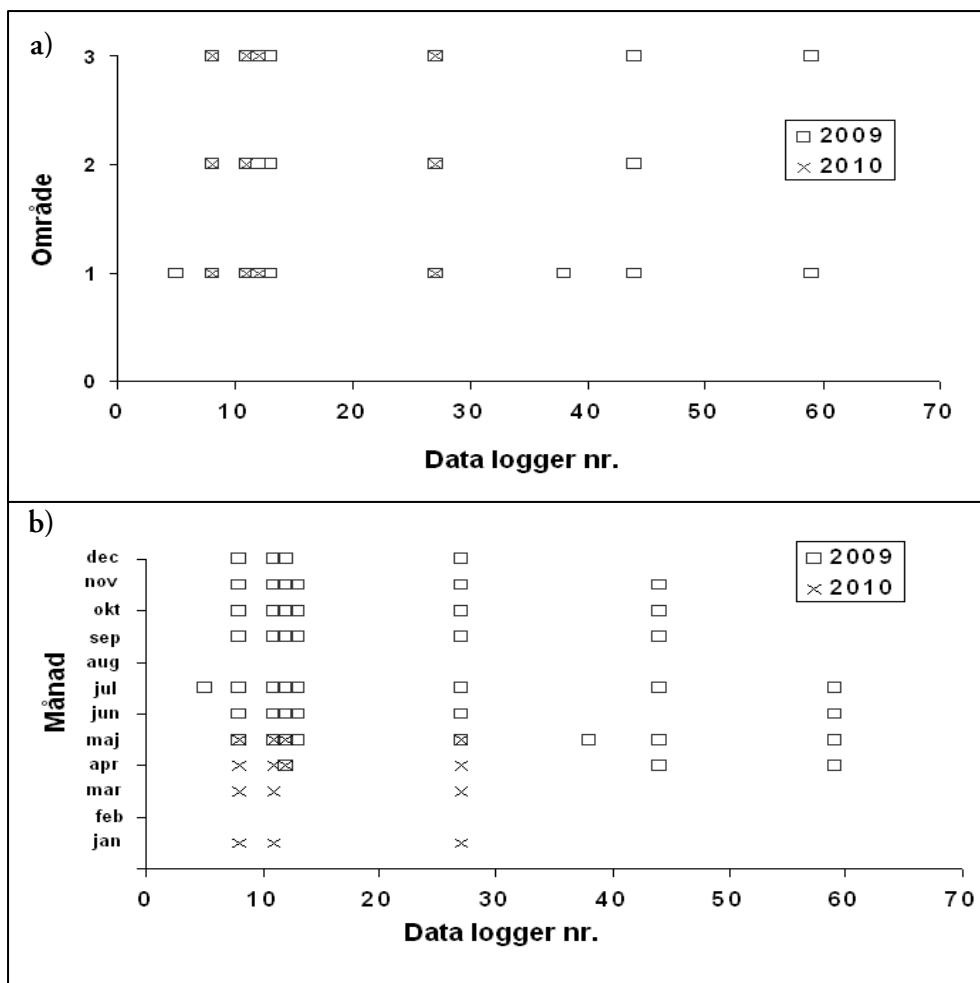 a)
3
2
1
0
Område
0 10 20 30 40 50 60 70
Data logger nr.
2009
2010
b)
dec
nov
okt
sep
aug
jul
jun
maj
apr
mar
feb
jan
Månad
0 10 20 30 40 50 60 70
Data logger nr.
2009
2010